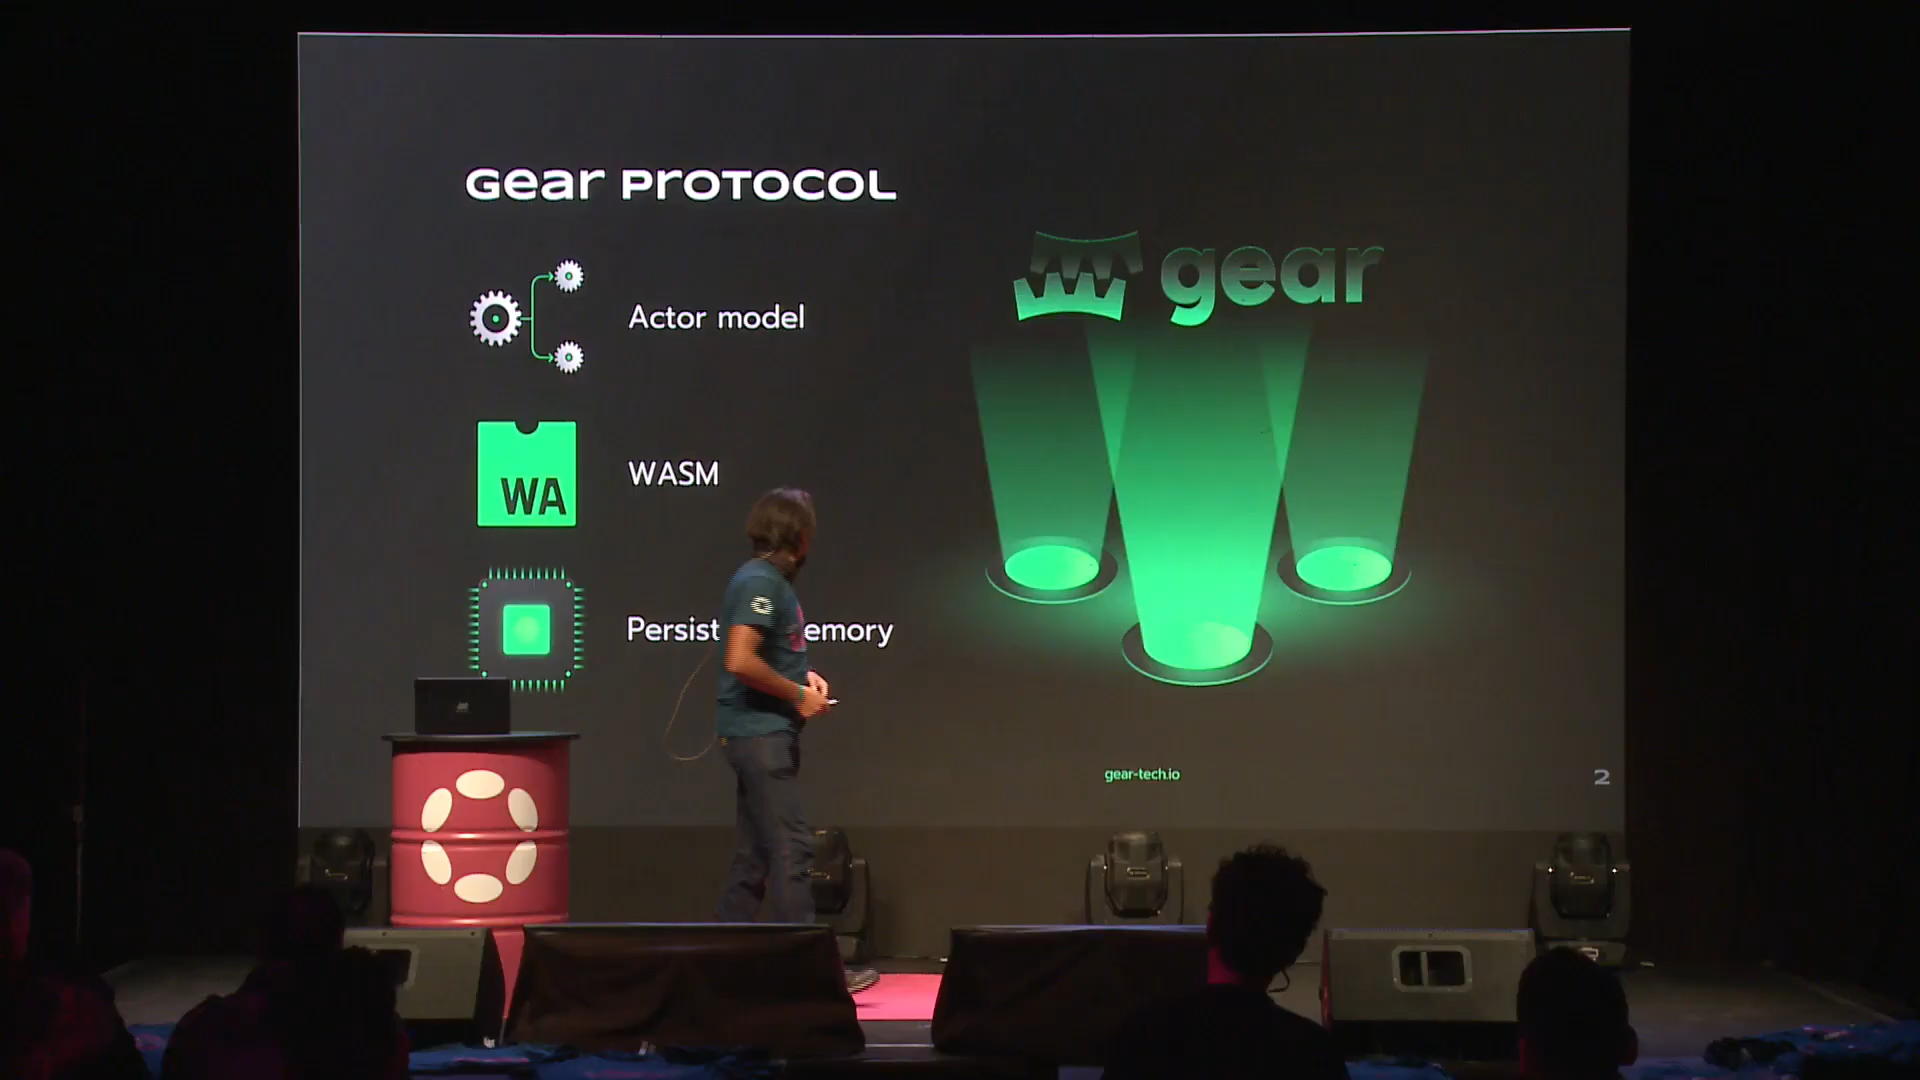 Gear PROTOCOL
gear
Actor model
WASM
WA
Persist emory
gear-tech.io
2